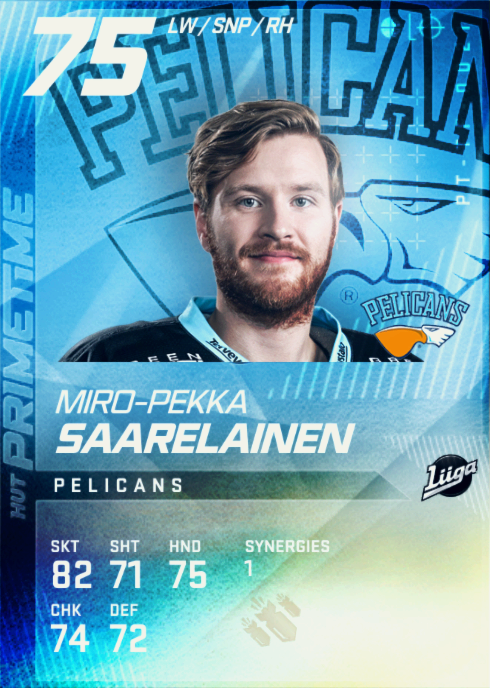 75
LW / SNP / RH
PELICAN
HUT PRIMETIME
®
PELICANS
MIRO-PEKKA
SAARELAINEN
PELICANS
Liiga
SKT SHT HND SYNERGIES
82 71 75 1
CHK DEF
74 72